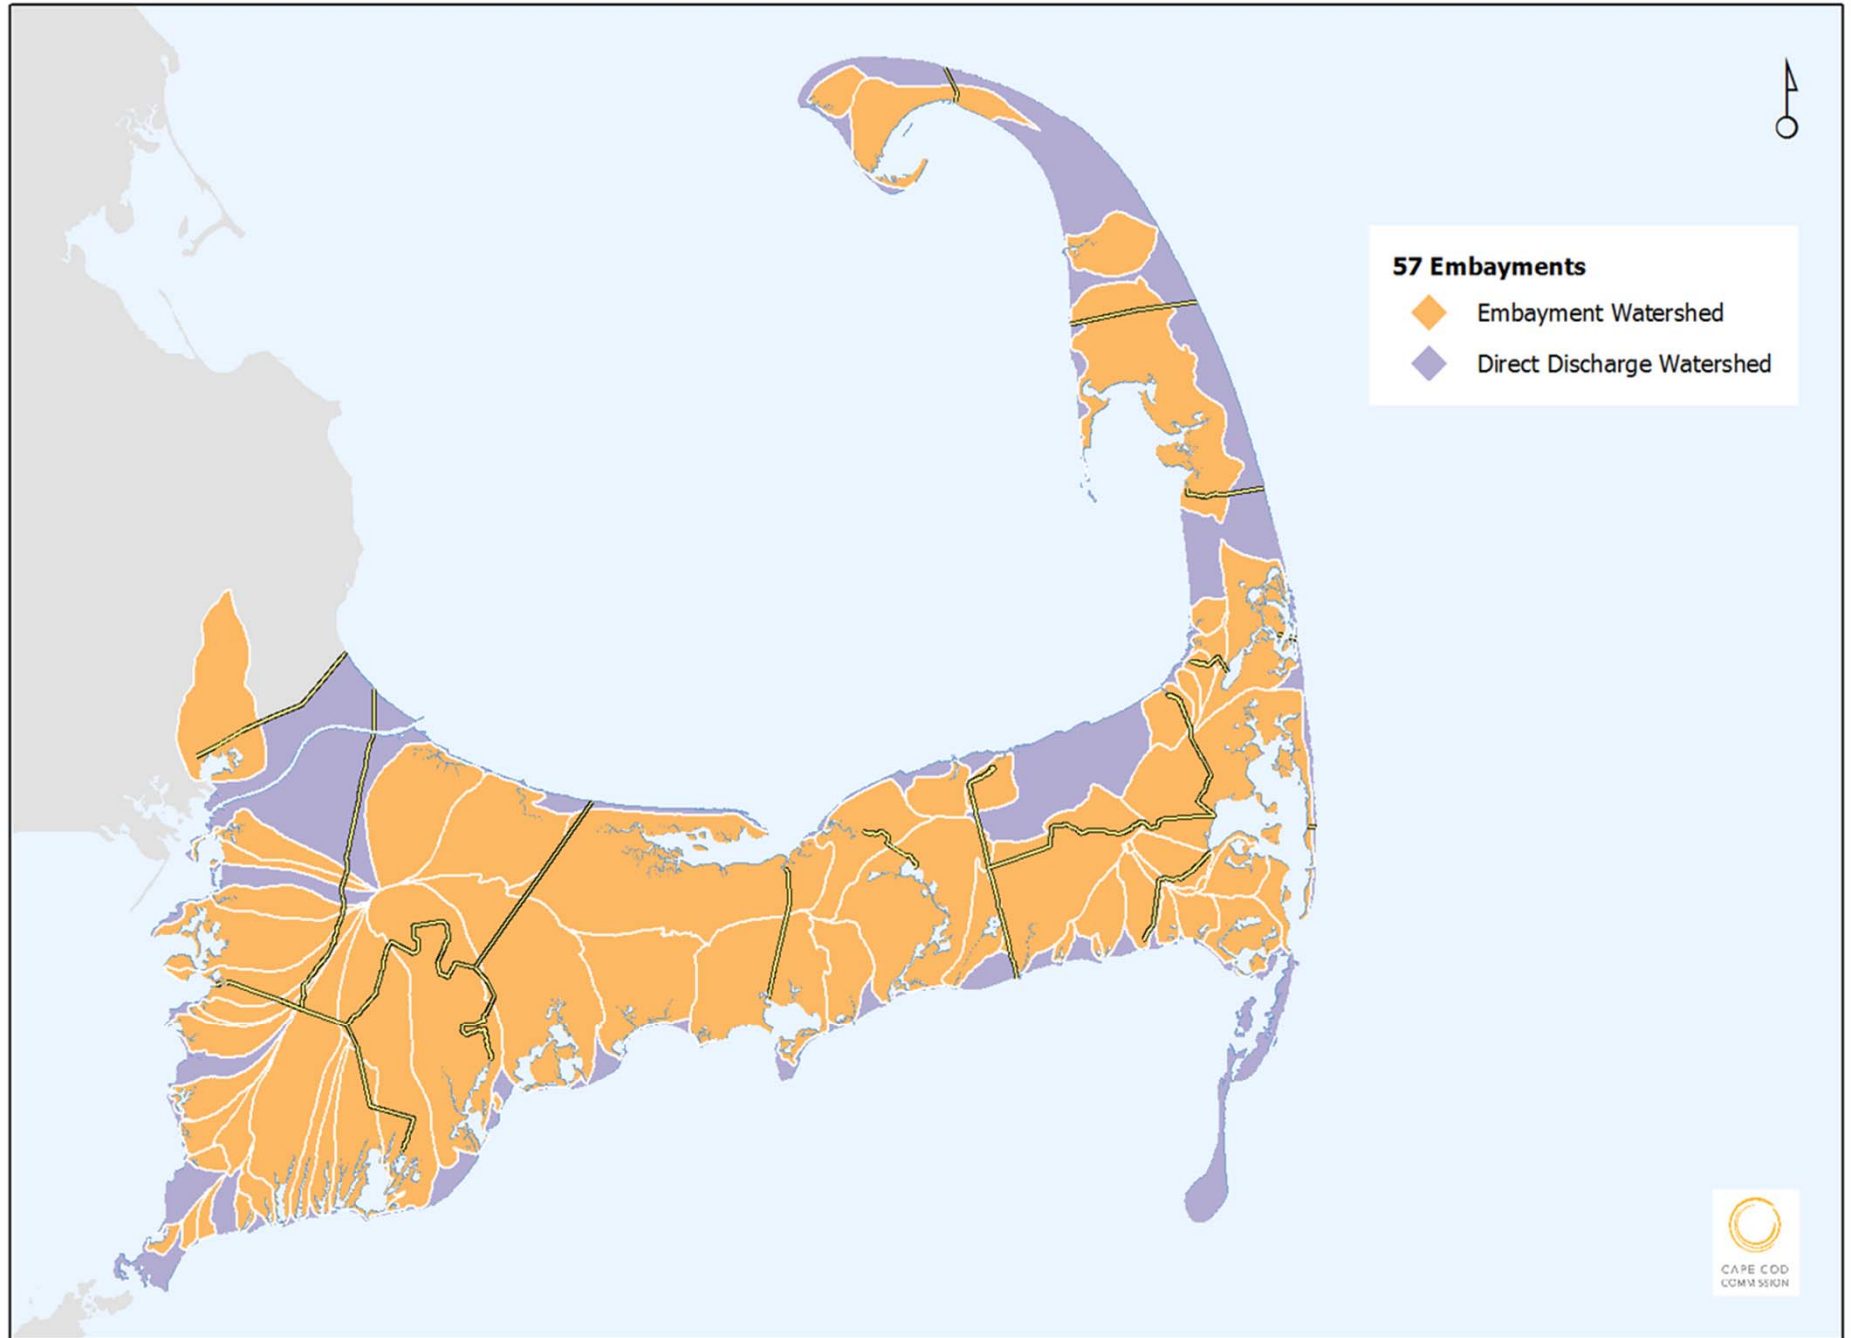 57 Embayments
Embayment Watershed
Direct Discharge Watershed
CAPE COD
COMMISSION